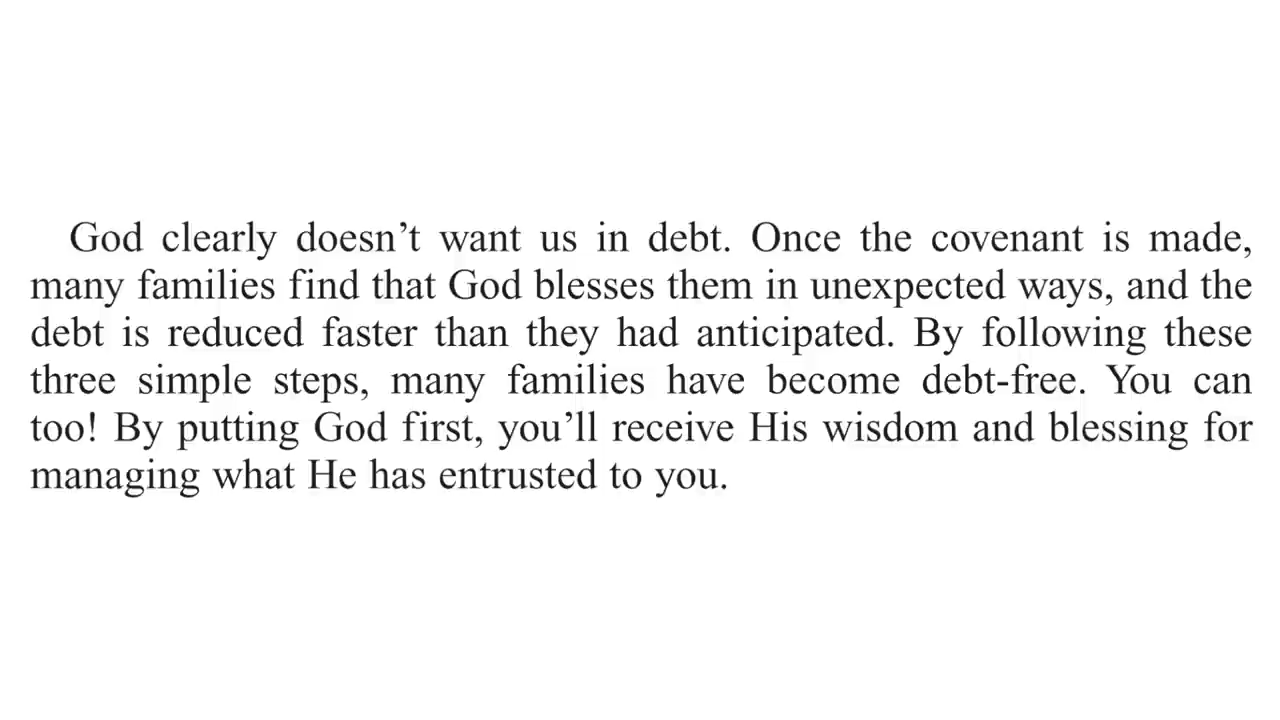 God clearly doesn’t want us in debt. Once the covenant is made,
many families find that God blesses them in unexpected ways, and the
debt is reduced faster than they had anticipated. By following these
three simple steps, many families have become debt-free. You can
too! By putting God first, you’ll receive His wisdom and blessing for
managing what He has entrusted to you.